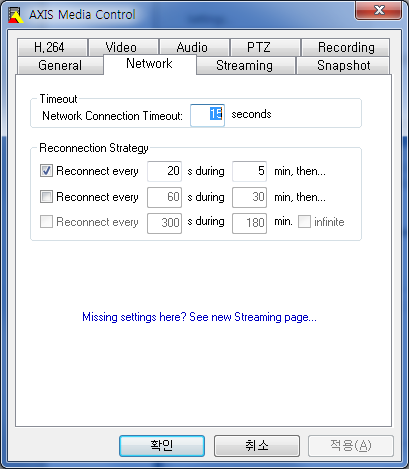 AXIS Media Control
H,264 Video Audio PTZ Recording
General Network Streaming Snapshot
Timeout
Network Connection Timeout: 15 seconds
Reconnection Strategy
Reconnect every 20 s during 5 min, then...
Reconnect every 60 s during 30 min, then...
Reconnect every 300 s during 180 min. infinite
Missing settings here? See new Streaming page...
확인 취소 적용(A)